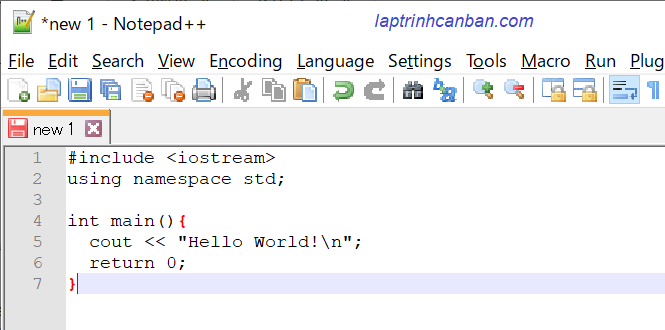 *new 1 - Notepad++
laptrinhcanban.com
File Edit Search View Encoding Language Settings Tools Macro Run Plug
new 1
1 #include <iostream>
2 using namespace std;
3
4 int main(){
5   cout << "Hello World!\n";
6   return 0;
7 }